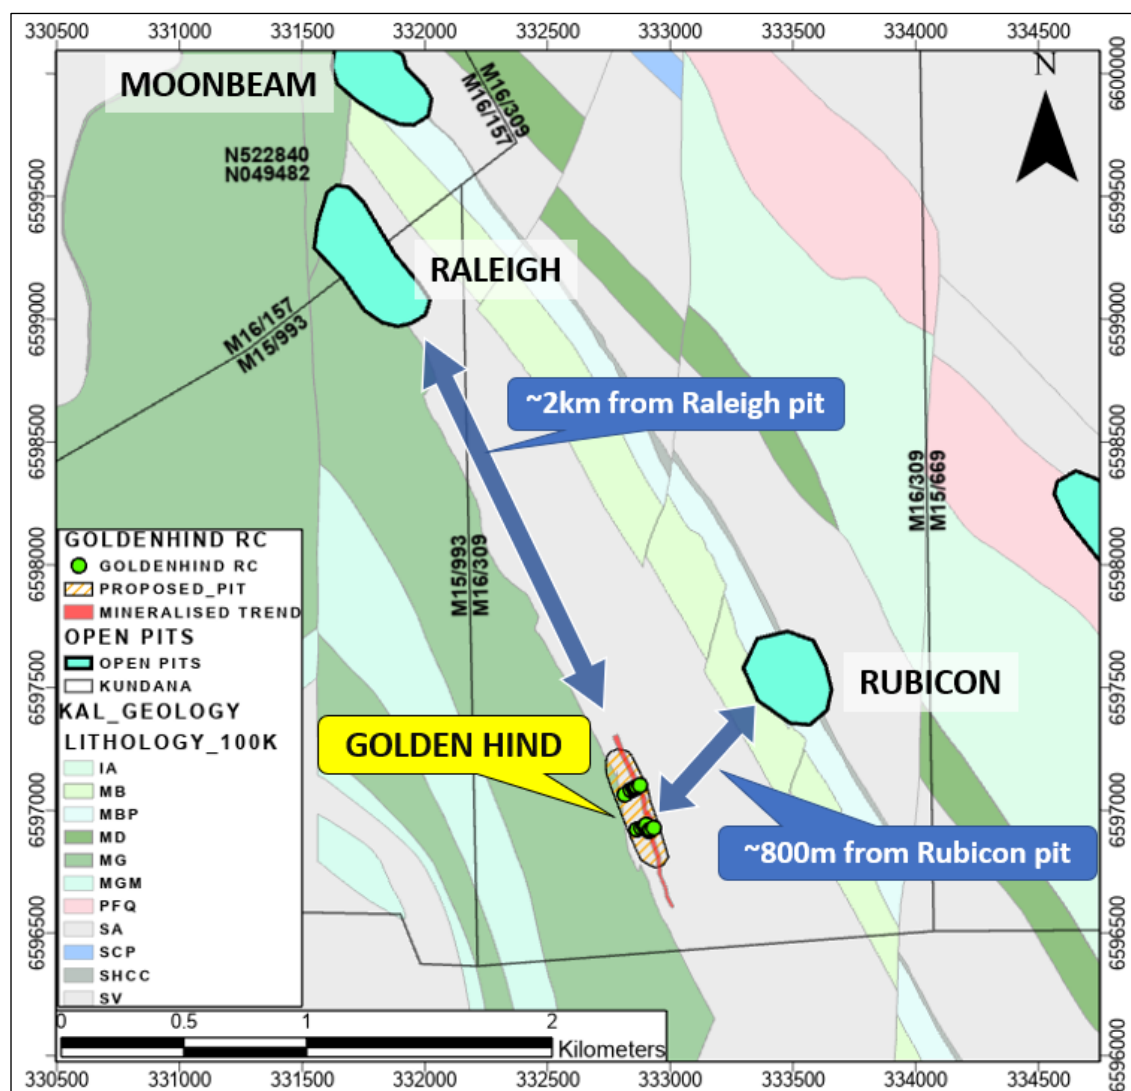 330500 331000 331500 332000 332500 333000 333500 334000 334500
MOONBEAM
M16/309
M16/157
N
6600000
N522840
N049482
6599500
6599500
RALEIGH
M16/157
M15/993
6599000
6599000
~2km from Raleigh pit
6598500
6598500
M16/309
M15/669
M15/993
M16/309
6598000
6598000
GOLDENHIND RC
GOLDENHIND RC
PROPOSED_PIT
MINERALISED TREND
OPEN PITS
OPEN PITS
KUNDANA
KAL_GEOLOGY
LITHOLOGY_100K
IA
MB
MBP
MD
MG
MGM
PFQ
SA
SCP
SHCC
SV
6597500
6597500
RUBICON
GOLDEN HIND
6597000
6597000
~800m from Rubicon pit
6596500
6596500
6596000
6596000
0 0.5 1 2
Kilometers
330500 331000 331500 332000 332500 333000 333500 334000 334500